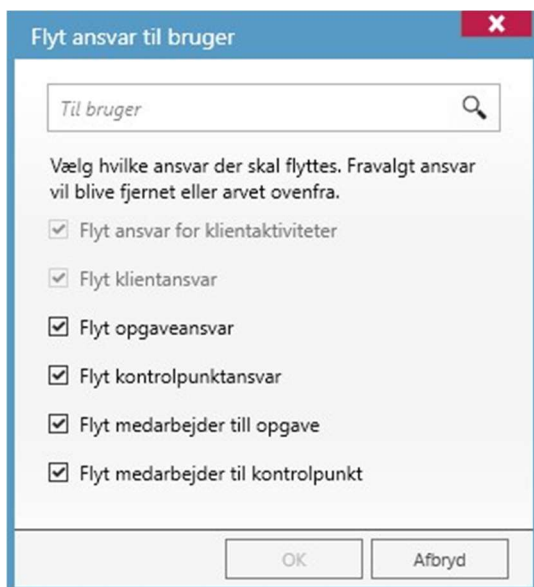 Flyt ansvar til bruger
Til bruger
Vælg hvilke ansvar der skal flyttes. Fravalgt ansvar
vil blive fjernet eller arvet ovenfra.
Flyt ansvar for klientaktiviteter
Flyt klientansvar
Flyt opgaveansvar
Flyt kontrolpunktansvar
Flyt medarbejder till opgave
Flyt medarbejder til kontrolpunkt
OK
Afbryd